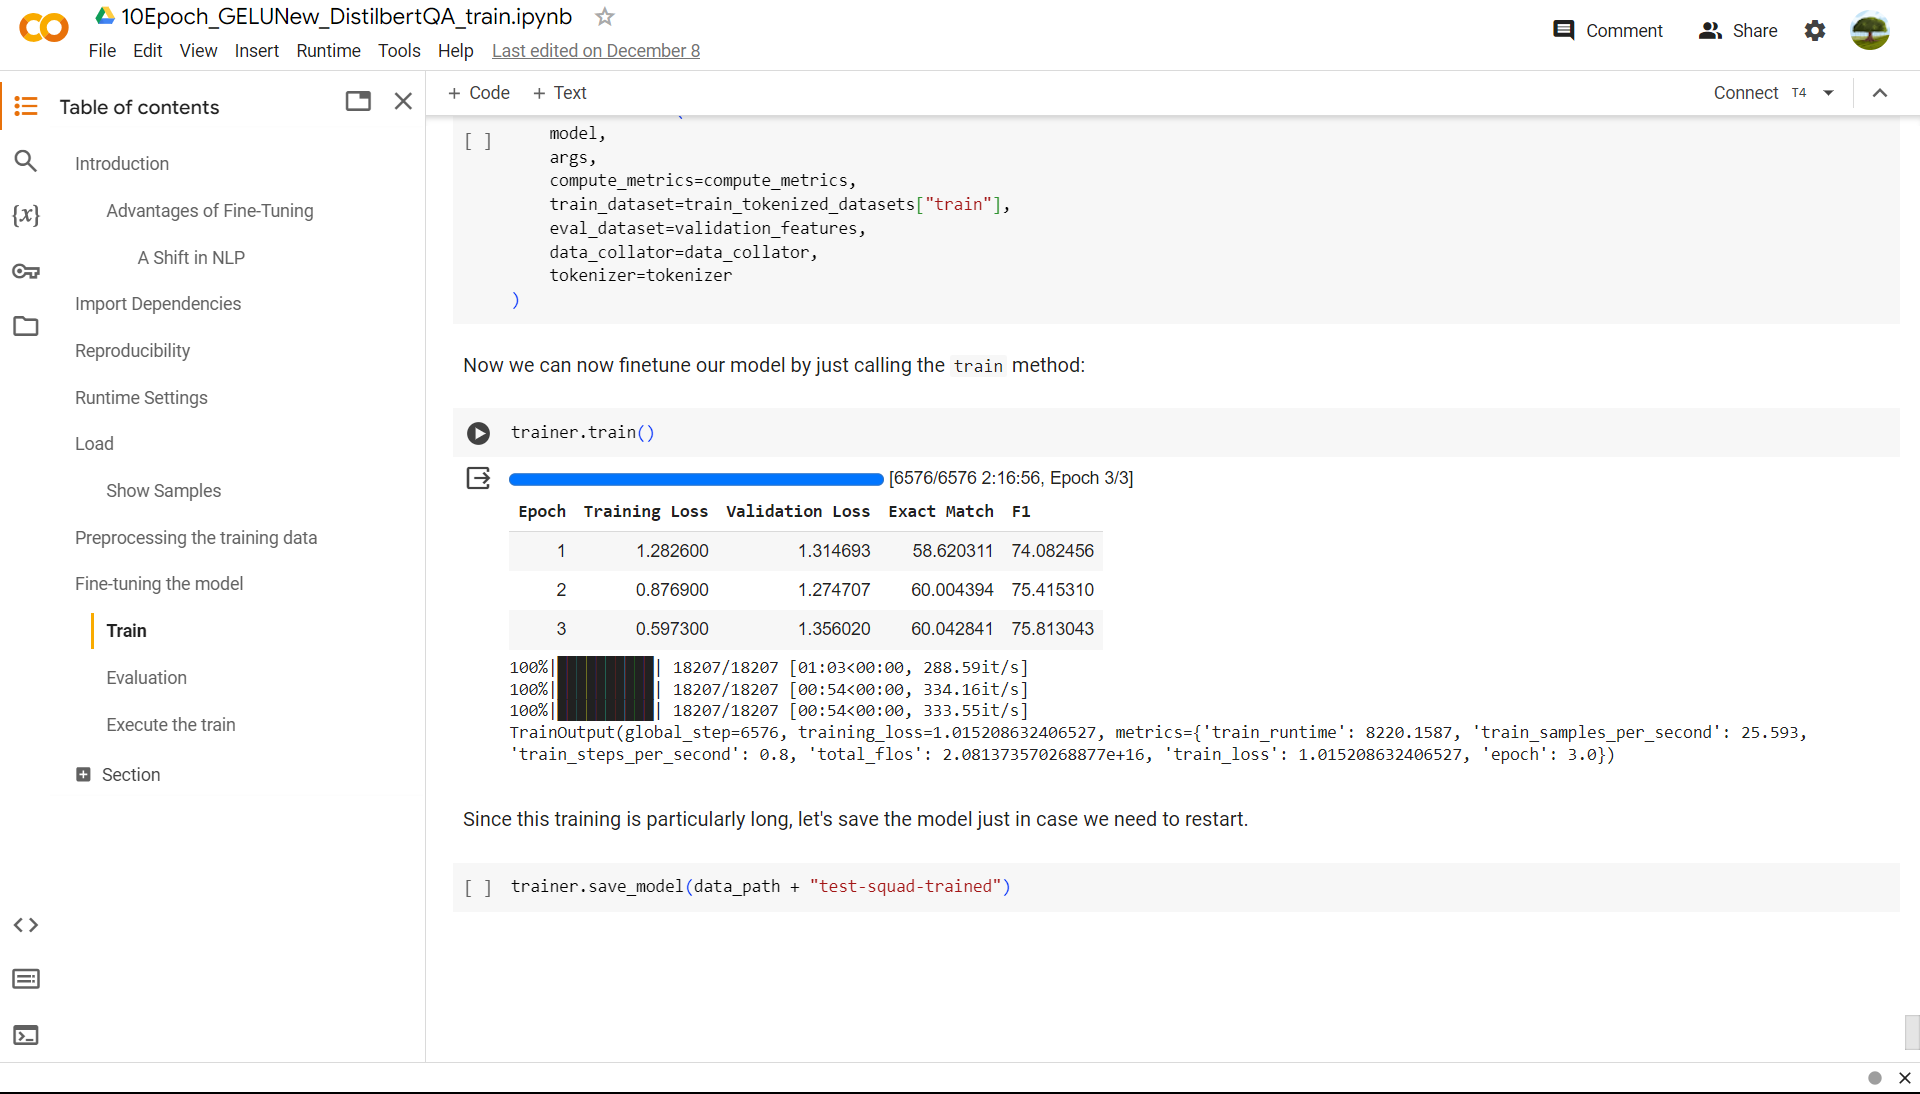 10Epoch_GELUNew_DistilbertQA_train.ipynb
Comment
Share
File Edit View Insert Runtime Tools Help Last edited on December 8
Table of contents
+ Code + Text
Connect T4
Introduction
Advantages of Fine-Tuning
A Shift in NLP
Import Dependencies
Reproducibility
Runtime Settings
Load
Show Samples
Preprocessing the training data
Fine-tuning the model
Train
Evaluation
Execute the train
Section
{x}
[ ]
model,
args,
compute_metrics=compute_metrics,
train_dataset=train_tokenized_datasets["train"],
eval_dataset=validation_features,
data_collator=data_collator,
tokenizer=tokenizer
)
Now we can now finetune our model by just calling the train method:
trainer.train()
[6576/6576 2:16:56, Epoch 3/3]
Epoch Training Loss Validation Loss Exact Match F1
1 1.282600 1.314693 58.620311 74.082456
2 0.876900 1.274707 60.004394 75.415310
3 0.597300 1.356020 60.042841 75.813043
100%| | 18207/18207 [01:03<00:00, 288.59it/s]
100%| | 18207/18207 [00:54<00:00, 334.16it/s]
100%| | 18207/18207 [00:54<00:00, 333.55it/s]
TrainOutput(global_step=6576, training_loss=1.015208632406527, metrics={'train_runtime': 8220.1587, 'train_samples_per_second': 25.593,
'train_steps_per_second': 0.8, 'total_flos': 2.081373570268877e+16, 'train_loss': 1.015208632406527, 'epoch': 3.0})
Since this training is particularly long, let's save the model just in case we need to restart.
[ ] trainer.save_model(data_path + "test-squad-trained")